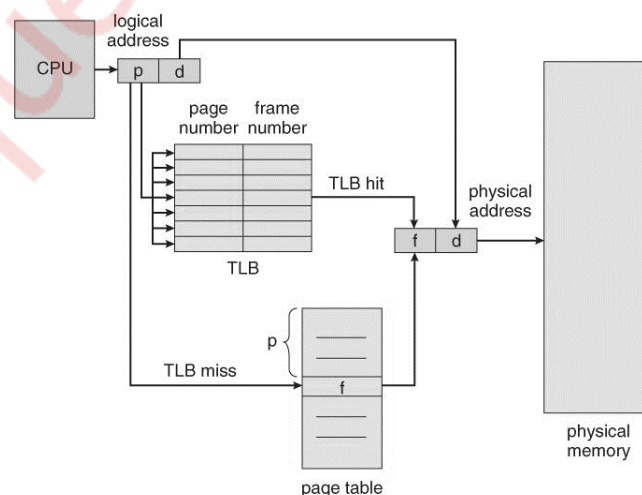 logical
address
CPU
p d
page frame
number number
TLB hit
physical
address
f d
TLB
p
TLB miss
f
page table
physical
memory